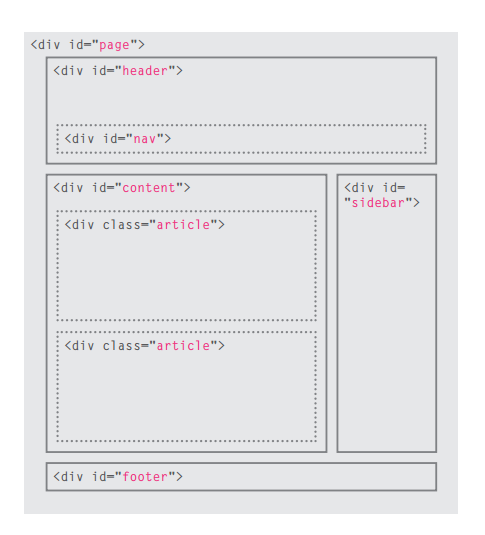 <div id="page">
<div id="header">
<div id="nav">
<div id="content">
<div id=
"sidebar">
<div class="article">
<div class="article">
<div id="footer">